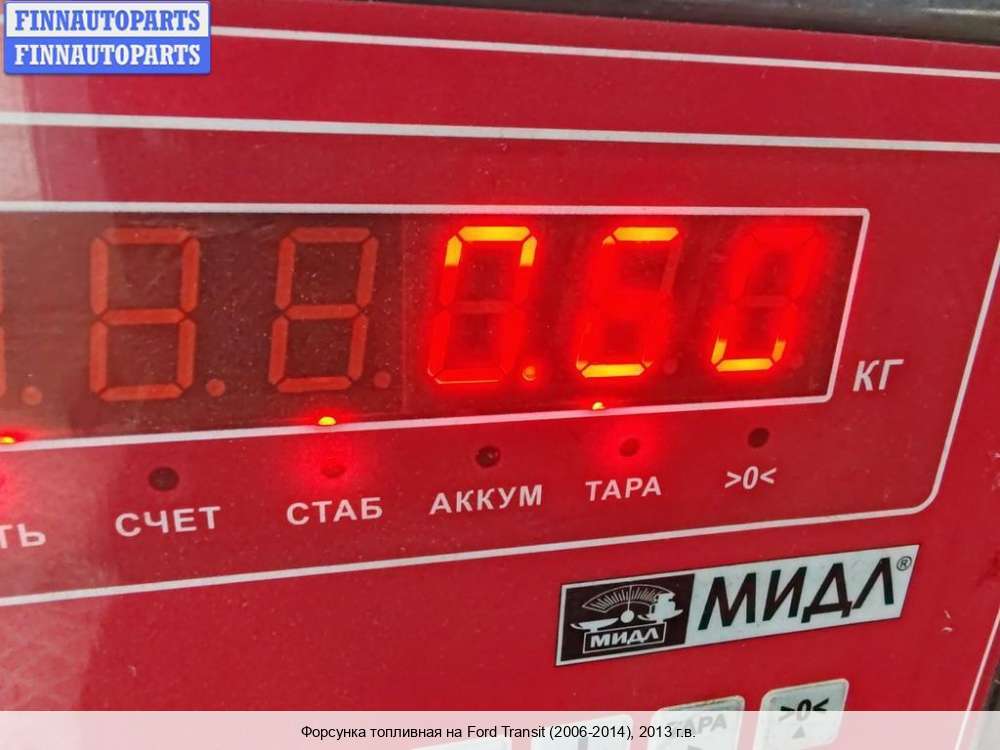 FINNAUTOPARTS
FINNAUTOPARTS
КГ
СЧЕТ
СТАБ
АККУМ
ТАРА
>0<
МИДЛ
МИДЛ®
ТАРА
>0<
Форсунка топливная на Ford Transit (2006-2014), 2013 г.в.